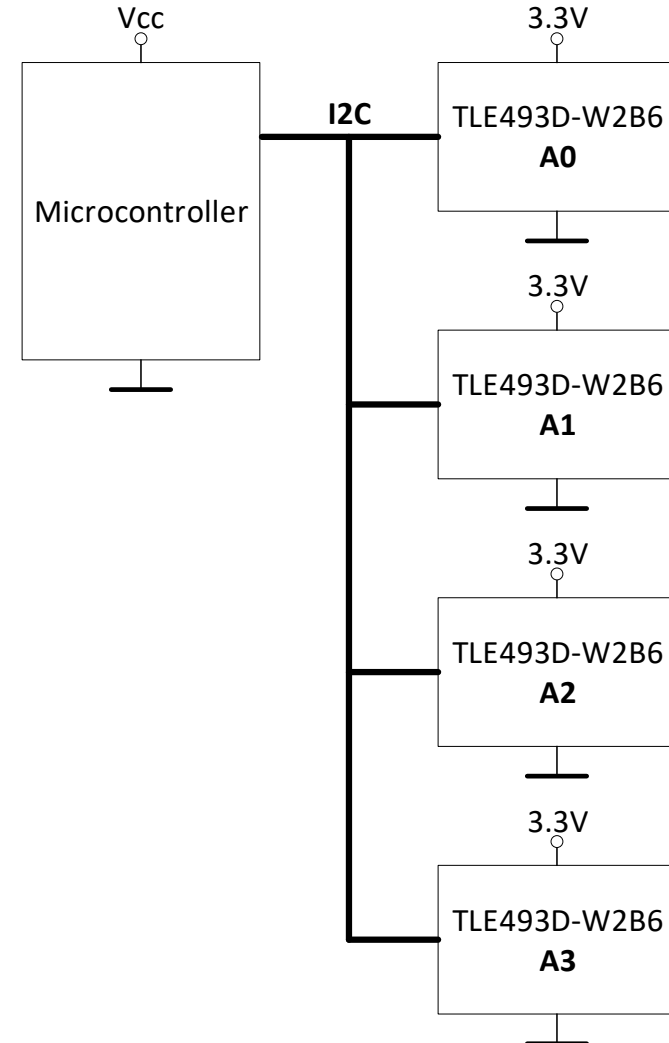 Vcc
3.3V
I2C
TLE493D-W2B6
A0
Microcontroller
3.3V
TLE493D-W2B6
A1
3.3V
TLE493D-W2B6
A2
3.3V
TLE493D-W2B6
A3